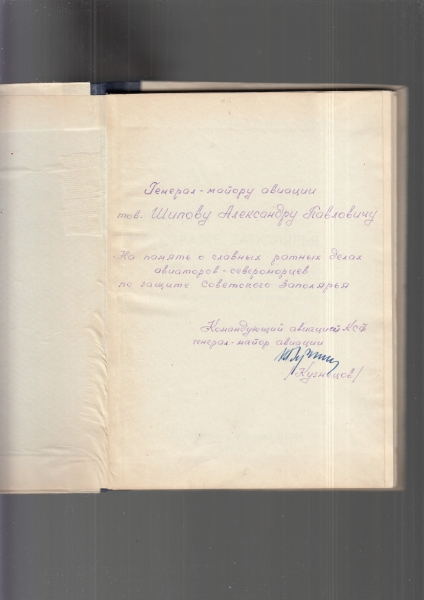 Генерал-майору авиации
тов. Шипову Александру Павловичу
На память о славных ратных делах
авиаторов-североморцев
по защите Советского Заполярья
Командующий авиацией КСФ
генерал-майор авиации
/Кузнецов/